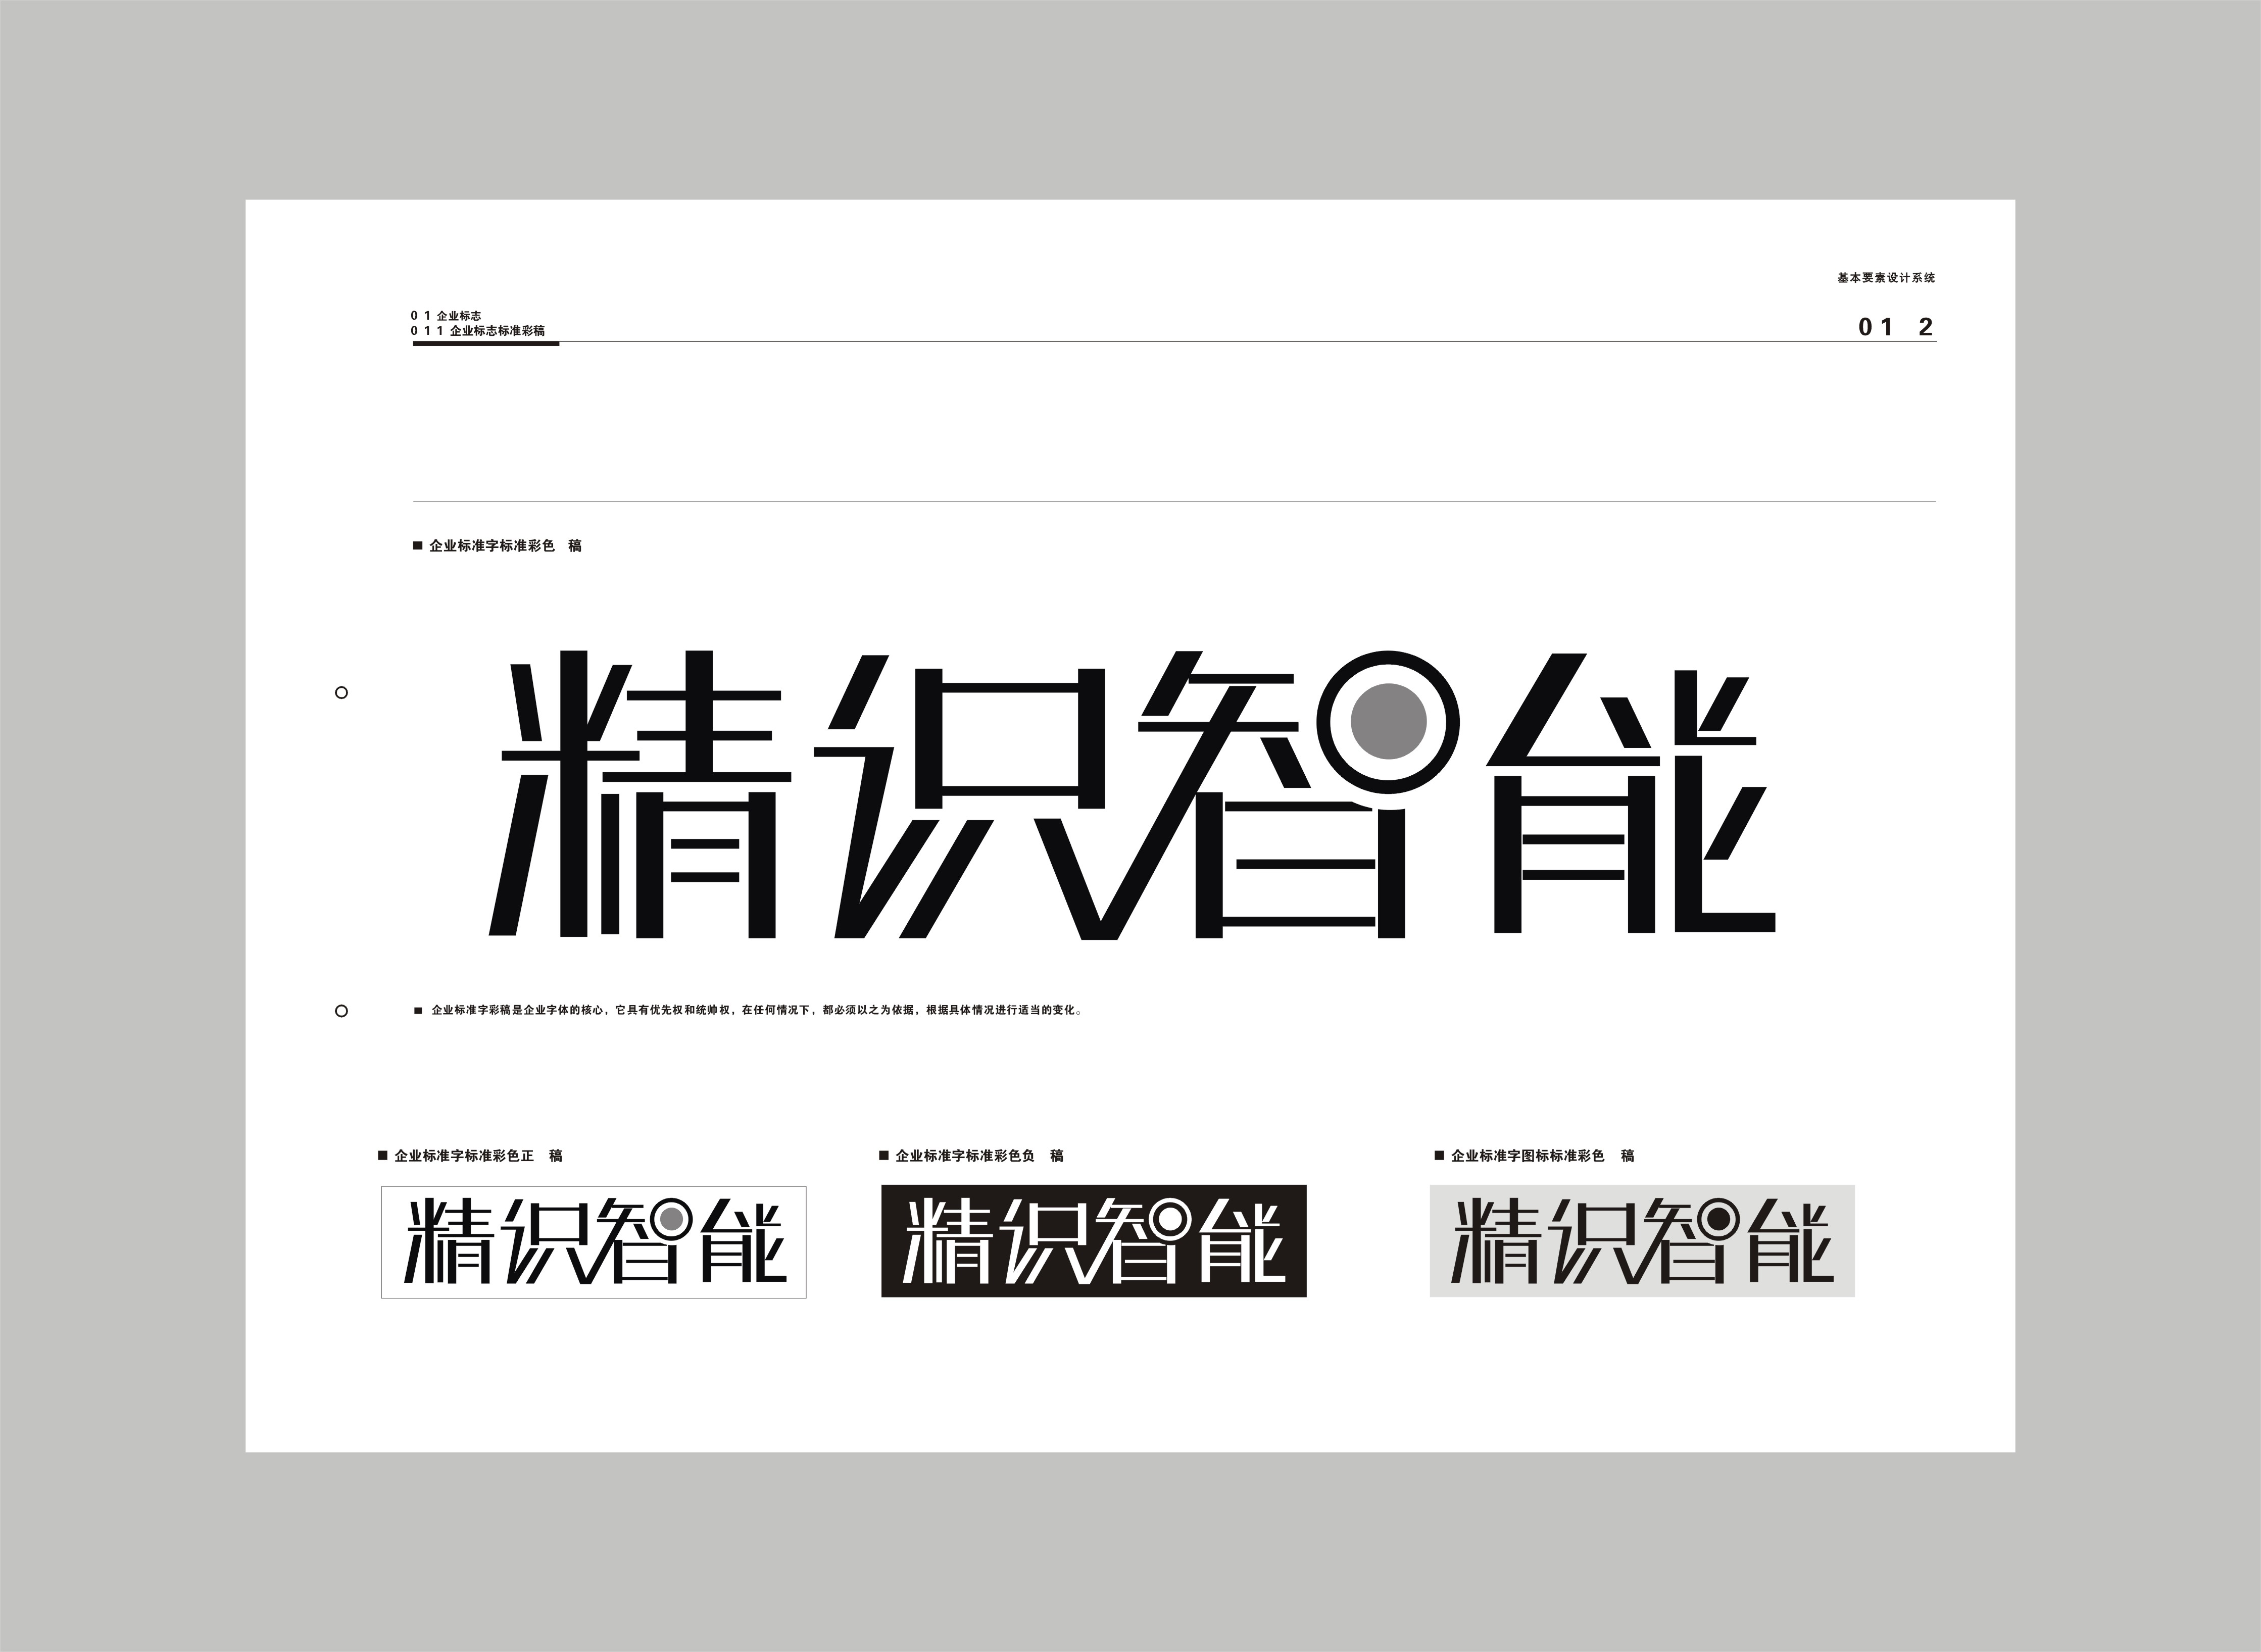 基本要素设计系统
01 企业标志
011 企业标志标准彩稿
01 2
■ 企业标准字标准彩色 稿
精识智能
■ 企业标准字彩稿是企业字体的核心，它具有优先权和统帅权，在任何情况下，都必须以之为依据，根据具体情况进行适当的变化。
■ 企业标准字标准彩色正 稿
■ 企业标准字标准彩色负 稿
■ 企业标准字图标标准彩色 稿
精识智能
精识智能
精识智能